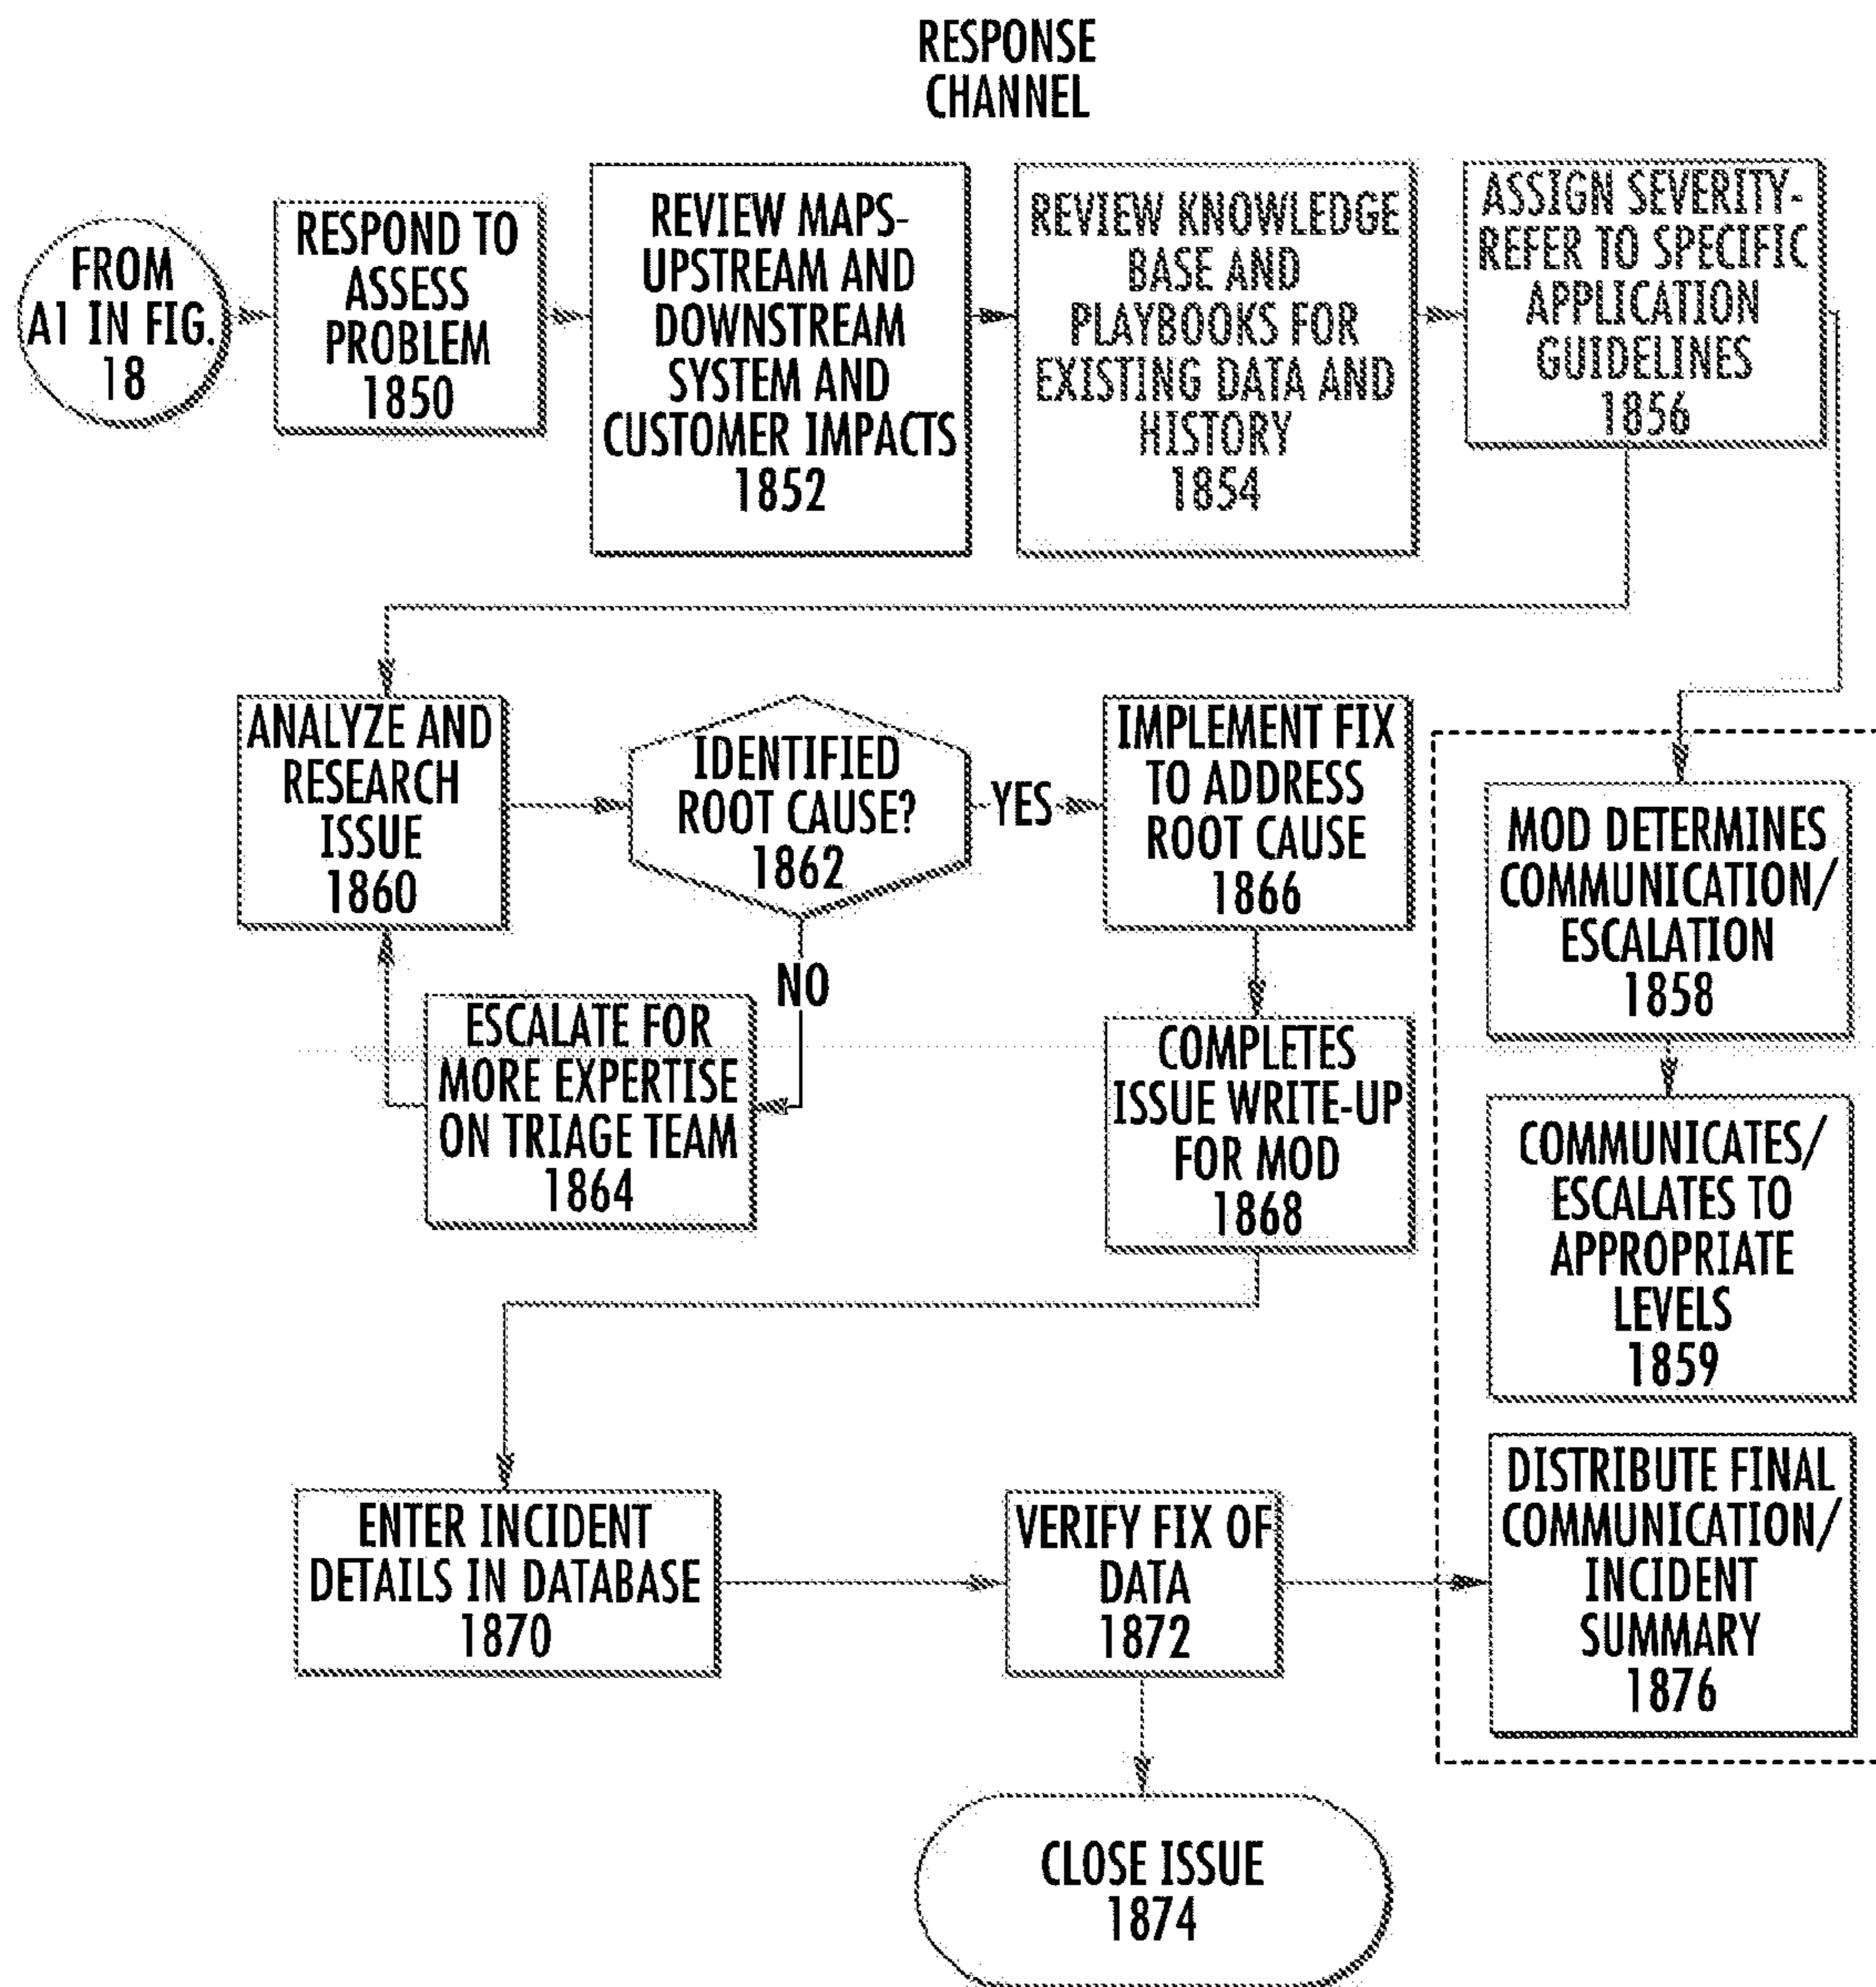 RESPONSE
CHANNEL
FROM
A1 IN FIG.
18
RESPOND TO
ASSESS
PROBLEM
1850
REVIEW MAPS-
UPSTREAM AND
DOWNSTREAM
SYSTEM AND
CUSTOMER IMPACTS
1852
REVIEW KNOWLEDGE
BASE AND
PLAYBOOKS FOR
EXISTING DATA AND
HISTORY
1854
ASSIGN SEVERITY-
REFER TO SPECIFIC
APPLICATION
GUIDELINES
1856
ANALYZE AND
RESEARCH
ISSUE
1860
IDENTIFIED
ROOT CAUSE?
1862
YES
IMPLEMENT FIX
TO ADDRESS
ROOT CAUSE
1866
MOD DETERMINES
COMMUNICATION/
ESCALATION
1858
NO
ESCALATE FOR
MORE EXPERTISE
ON TRIAGE TEAM
1864
COMPLETES
ISSUE WRITE-UP
FOR MOD
1868
COMMUNICATES/
ESCALATES TO
APPROPRIATE
LEVELS
1859
ENTER INCIDENT
DETAILS IN DATABASE
1870
VERIFY FIX OF
DATA
1872
DISTRIBUTE FINAL
COMMUNICATION/
INCIDENT
SUMMARY
1876
CLOSE ISSUE
1874